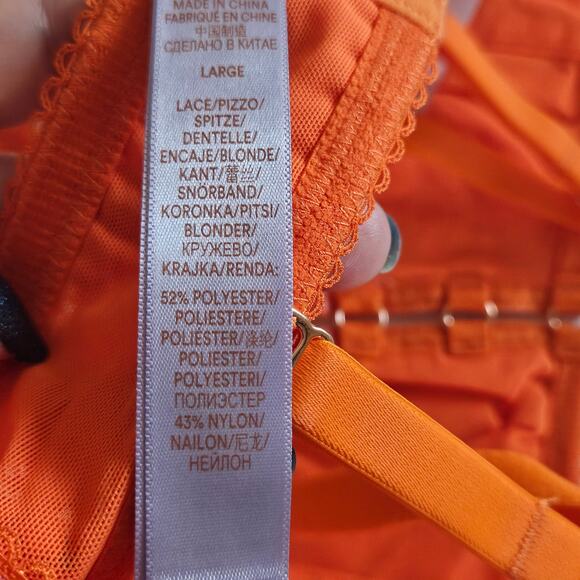 MADE IN CHINA
FABRIQUÉ EN CHINE
中国制造
СДЕЛАНО В КИТАЕ
LARGE
LACE/PIZZO/
SPITZE/
DENTELLE/
ENCAJE/BLONDE/
KANT/蕾丝/
SNÖRBAND/
KORONKA/PITSI/
BLONDER/
КРУЖЕВО/
KRAJKA/RENDA:
52% POLYESTER/
POLIESTERE/
POLIESTER/涤纶/
POLIESTER/
POLYESTERI/
ПОЛИЭСТЕР
43% NYLON/
NAILON/尼龙/
НЕЙЛОН